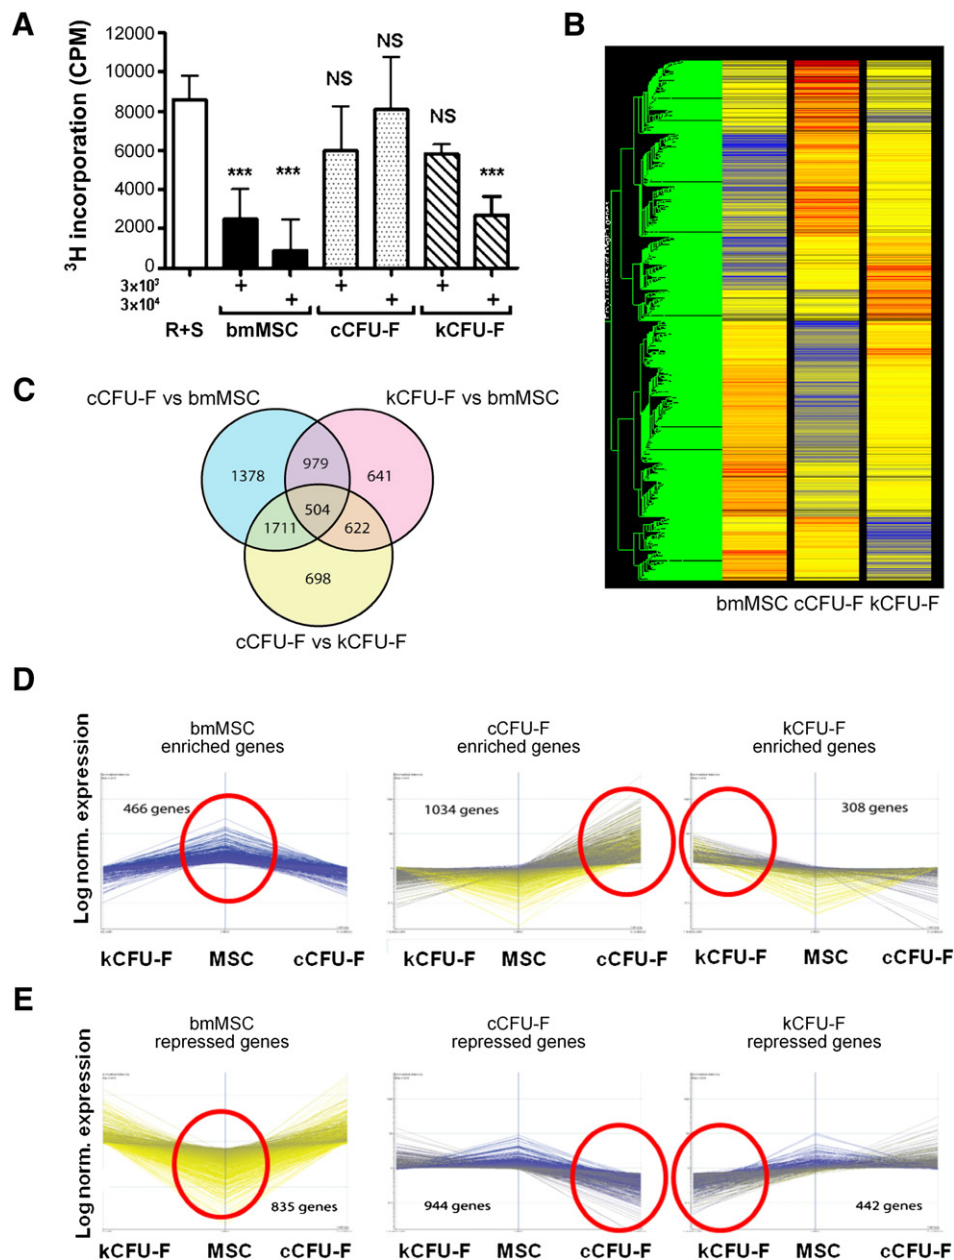 A
B
³H incorporation (CPM)
12000
10000
8000
6000
4000
2000
0
NS
NS
NS
***
***
***
3×10³ + + +
3×10⁴ + + +
R+S bmMSC cCFU-F kCFU-F
bmMSC cCFU-F kCFU-F
C
cCFU-F vs bmMSC
kCFU-F vs bmMSC
1378
979
641
504
1711
622
698
cCFU-F vs kCFU-F
D
Log norm. expression
bmMSC
enriched genes
cCFU-F
enriched genes
kCFU-F
enriched genes
466 genes
1034 genes
308 genes
kCFU-F MSC cCFU-F
kCFU-F MSC cCFU-F
kCFU-F MSC cCFU-F
E
Log norm. expression
bmMSC
repressed genes
cCFU-F
repressed genes
kCFU-F
repressed genes
835 genes
944 genes
442 genes
kCFU-F MSC cCFU-F
kCFU-F MSC cCFU-F
kCFU-F MSC cCFU-F